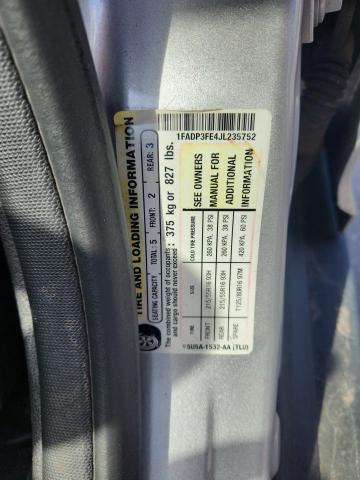 1FADP3FE4JL235752
TIRE AND LOADING INFORMATION
SEATING CAPACITY TOTAL: 5 FRONT: 2 REAR: 3
The combined weight of occupants
and cargo should never exceed: 375 kg or 827 lbs.
TIRE SIZE COLD TIRE PRESSURE
FRONT 215/55R16 93H 260 KPA, 38 PSI
REAR 215/55R16 93H 260 KPA, 38 PSI
SPARE T125/80R16 97M 420 KPA, 60 PSI
SEE OWNERS
MANUAL FOR
ADDITIONAL
INFORMATION
5U5A-1532-AA (TLU)